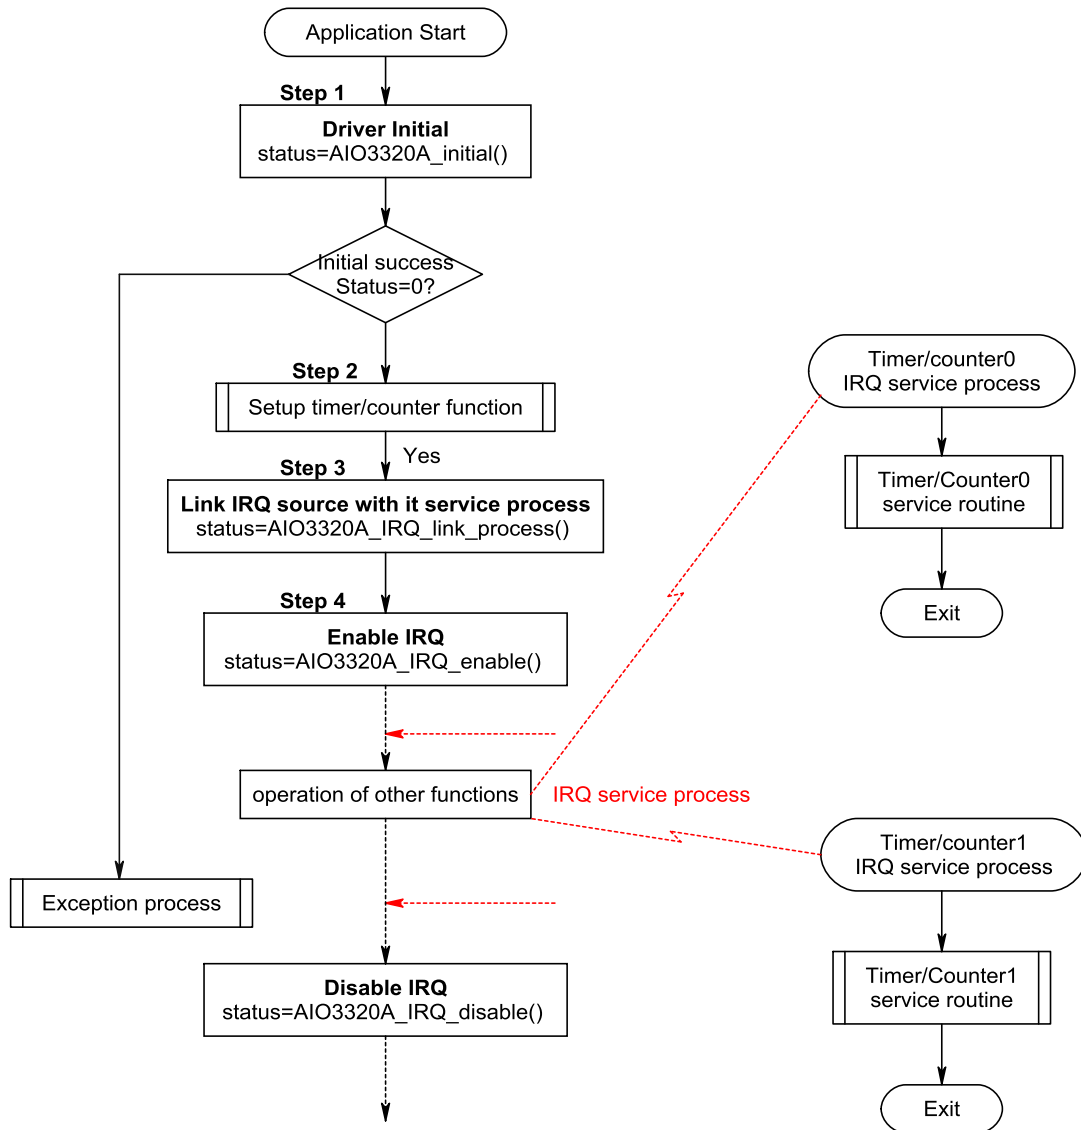 Application Start
Step 1
Driver Initial
status=AIO3320A_initial()
Initial success
Status=0?
Step 2
Setup timer/counter function
Yes
Step 3
Link IRQ source with it service process
status=AIO3320A_IRQ_link_process()
Step 4
Enable IRQ
status=AIO3320A_IRQ_enable()
operation of other functions
IRQ service process
Exception process
Disable IRQ
status=AIO3320A_IRQ_disable()
Timer/counter0
IRQ service process
Timer/Counter0
service routine
Exit
Timer/counter1
IRQ service process
Timer/Counter1
service routine
Exit